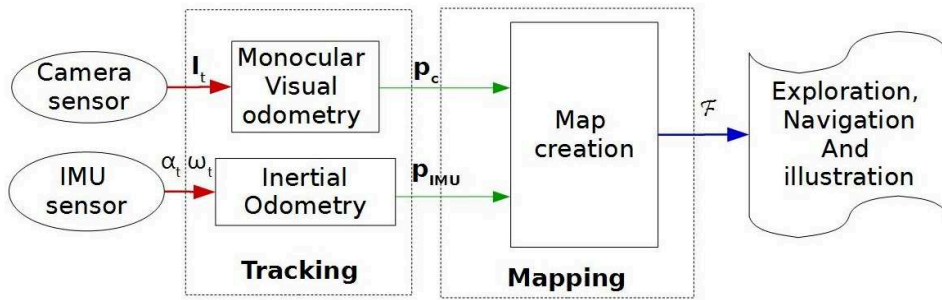 Camera
sensor
I_t
Monocular
Visual
odometry
p_c
Map
creation
ℱ
Exploration,
Navigation
And
illustration
IMU
sensor
α_t ω_t
Inertial
Odometry
p_IMU
Tracking
Mapping